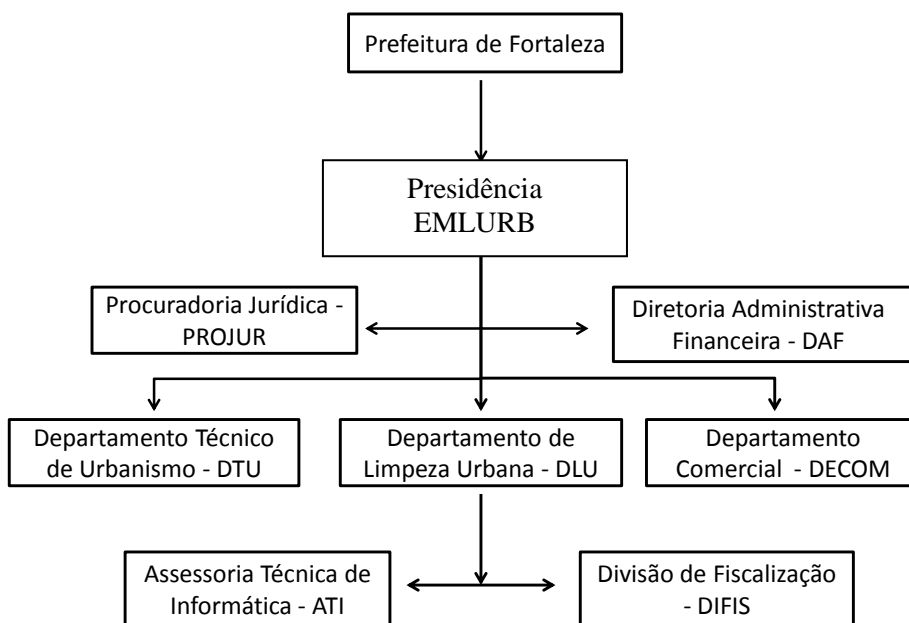 Prefeitura de Fortaleza
Presidência
EMLURB
Procuradoria Jurídica -
PROJUR
Diretoria Administrativa
Financeira - DAF
Departamento Técnico
de Urbanismo - DTU
Departamento de
Limpeza Urbana - DLU
Departamento
Comercial - DECOM
Assessoria Técnica de
Informática - ATI
Divisão de Fiscalização
- DIFIS